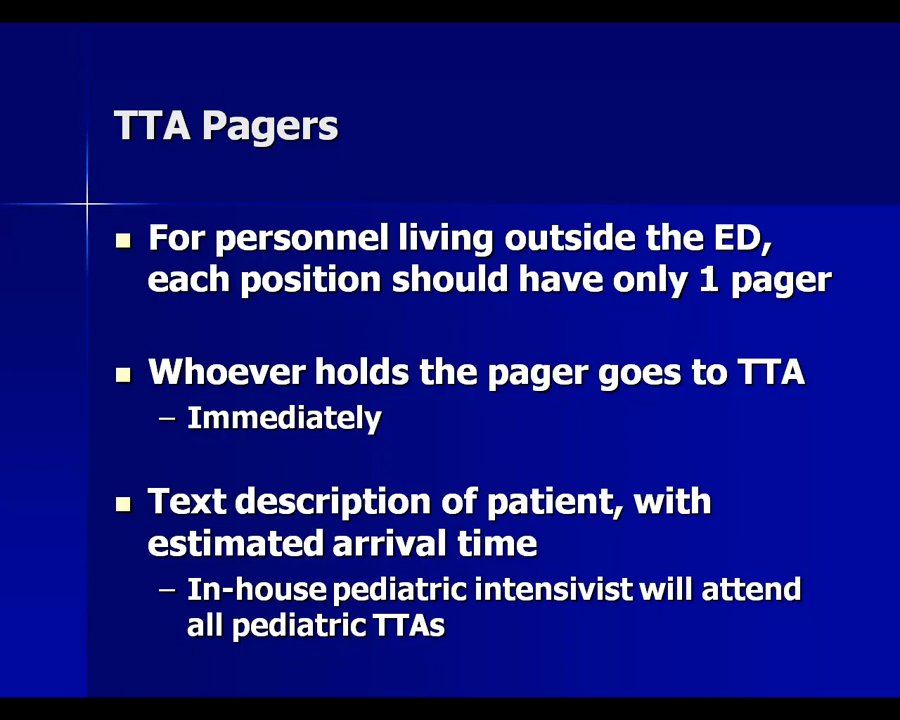 TTA Pagers
For personnel living outside the ED,
each position should have only 1 pager
Whoever holds the pager goes to TTA
– Immediately
Text description of patient, with
estimated arrival time
– In-house pediatric intensivist will attend
all pediatric TTAs